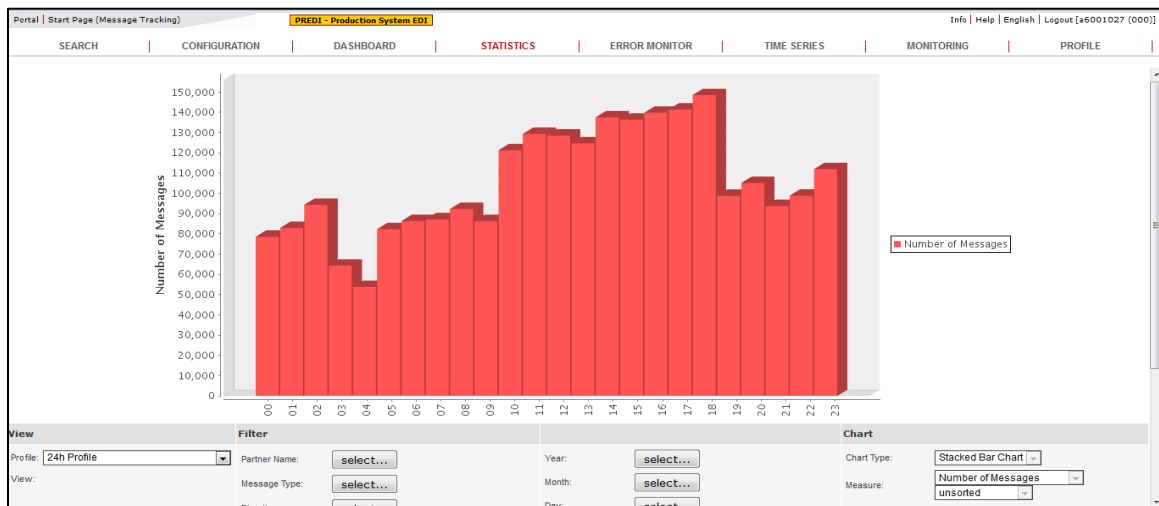 Portal | Start Page (Message Tracking) PREDI - Production System EDI Info | Help | English | Logout [a6001027 (000)]
SEARCH | CONFIGURATION | DASHBOARD | STATISTICS | ERROR MONITOR | TIME SERIES | MONITORING | PROFILE |
150,000
140,000
130,000
120,000
110,000
100,000
90,000
80,000
70,000
60,000
50,000
40,000
30,000
20,000
10,000
0
Number of Messages
00 01 02 03 04 05 06 07 08 09 10 11 12 13 14 15 16 17 18 19 20 21 22 23
Number of Messages
View Filter Chart
Profile: 24h Profile Partner Name: select... Year: select... Chart Type: Stacked Bar Chart
View: Message Type: select... Month: select... Measure: Number of Messages
unsorted